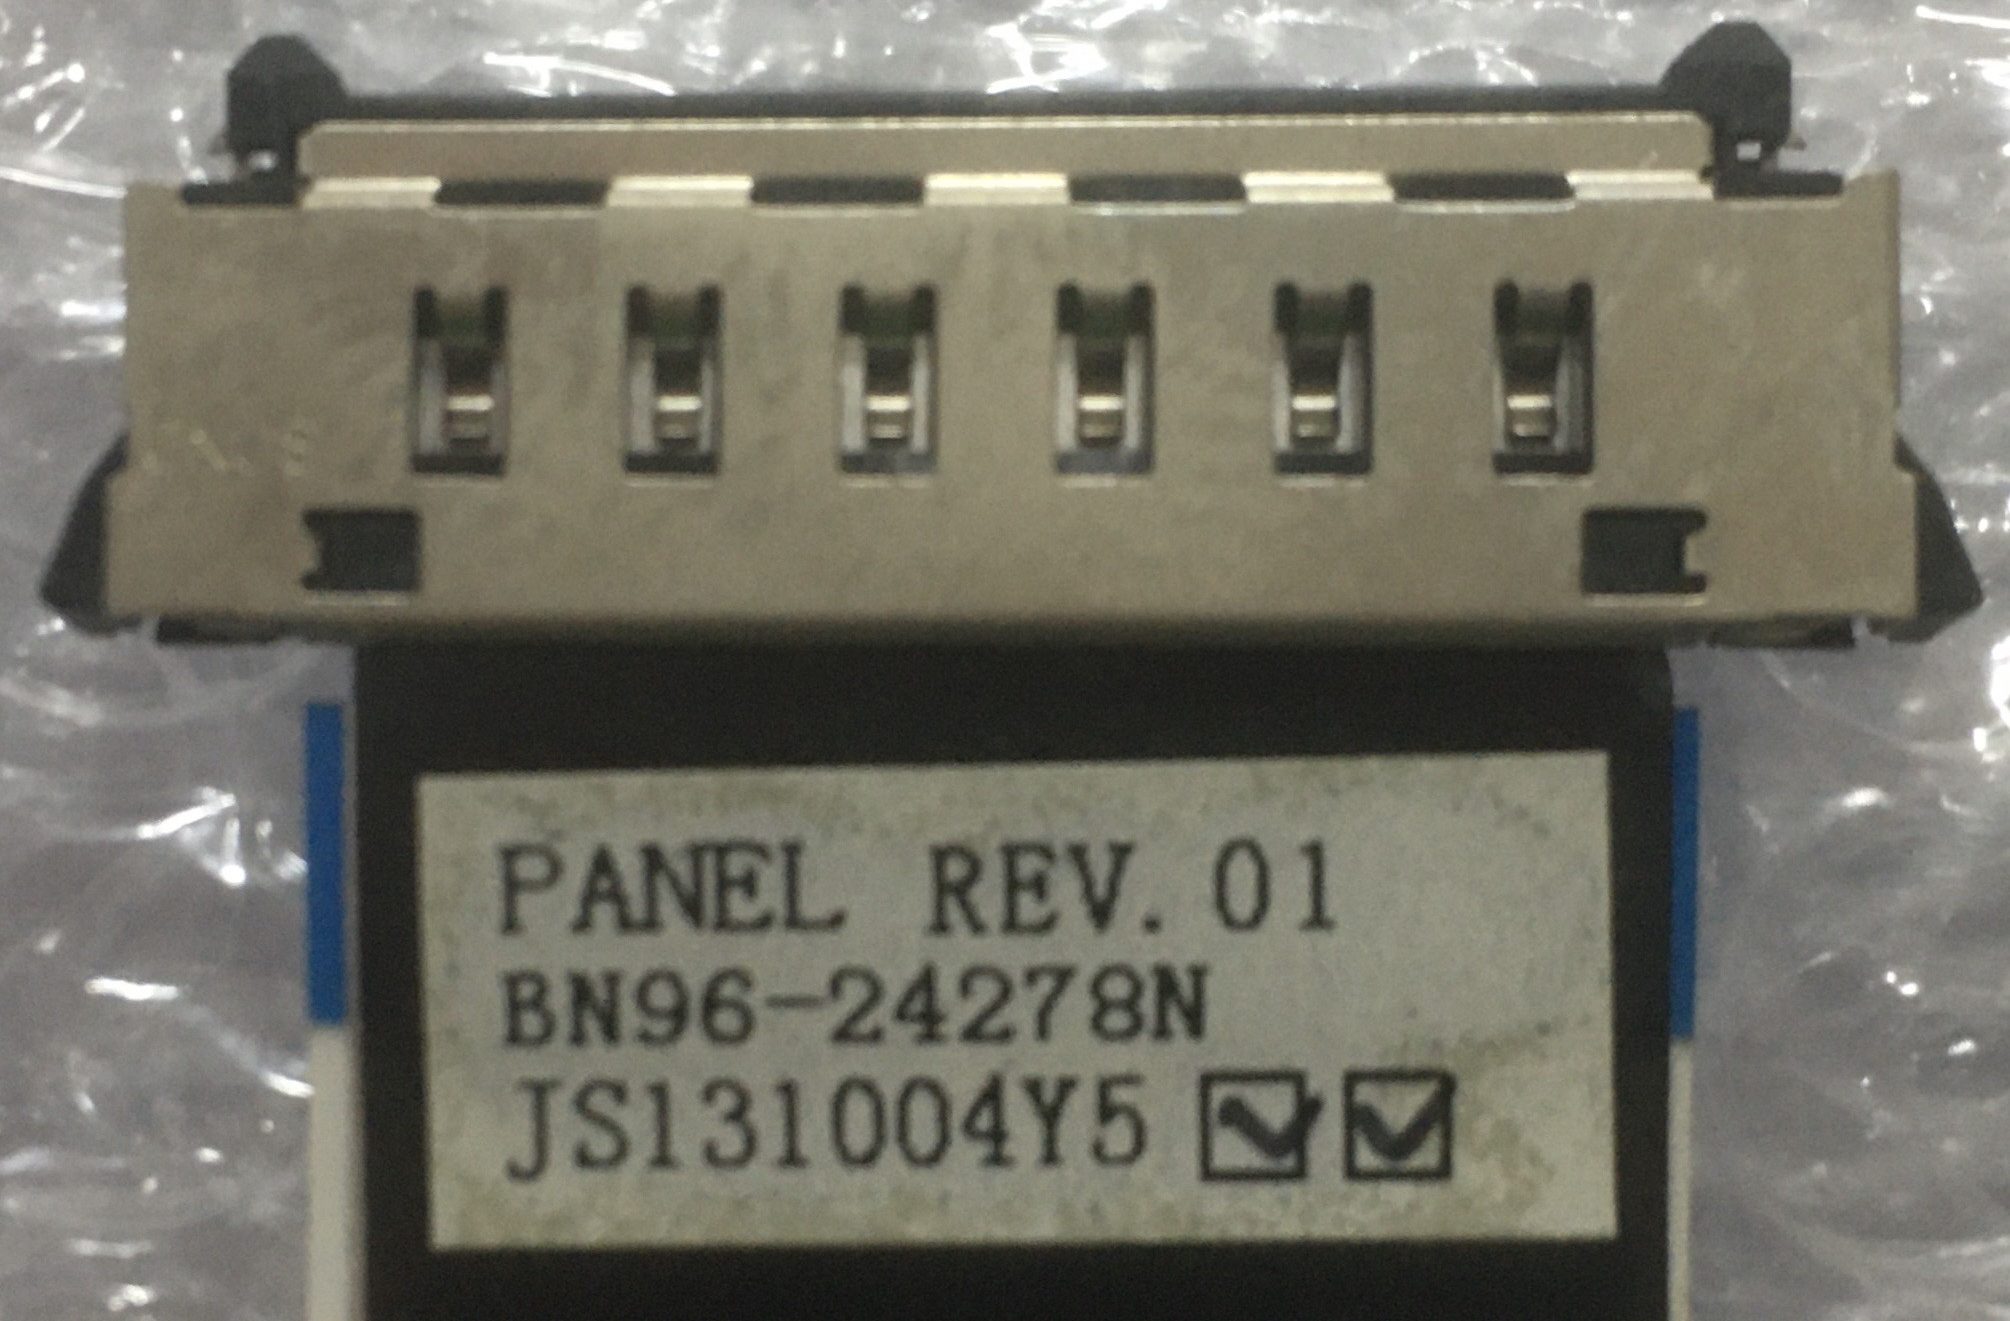 PANEL REV.01
BN96-24278N
JS131004Y5 ☑ ☑